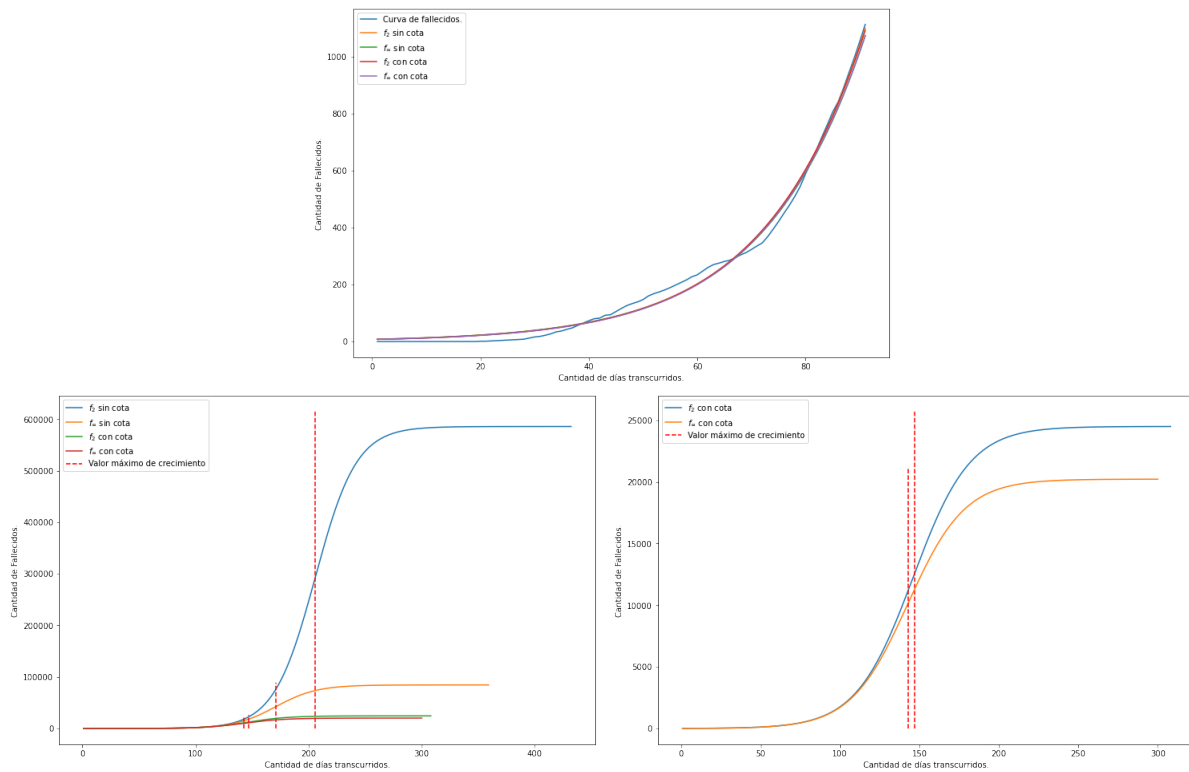 Curva de fallecidos.
f₂ sin cota
f∞ sin cota
f₂ con cota
f∞ con cota
1000
800
600
400
200
0
Cantidad de Fallecidos
0 20 40 60 80
Cantidad de días transcurridos.
f₂ sin cota
f∞ sin cota
f₂ con cota
f∞ con cota
Valor máximo de crecimiento
600000
500000
400000
300000
200000
100000
0
Cantidad de Fallecidos
0 100 200 300 400
Cantidad de días transcurridos.
f₂ con cota
f∞ con cota
Valor máximo de crecimiento
25000
20000
15000
10000
5000
0
Cantidad de Fallecidos
0 50 100 150 200 250 300
Cantidad de días transcurridos.